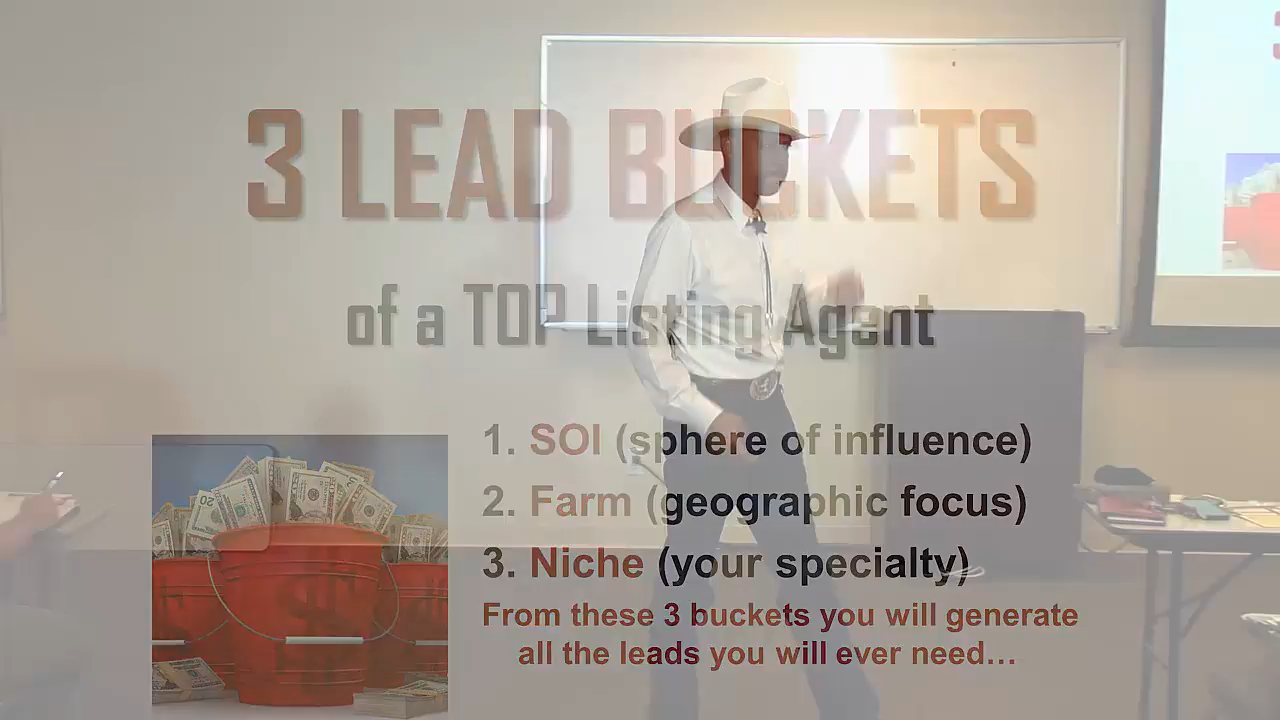 3 LEAD BUCKETS
of a TOP Listing Agent
1. SOI (sphere of influence)
2. Farm (geographic focus)
3. Niche (your specialty)
From these 3 buckets you will generate
all the leads you will ever need...